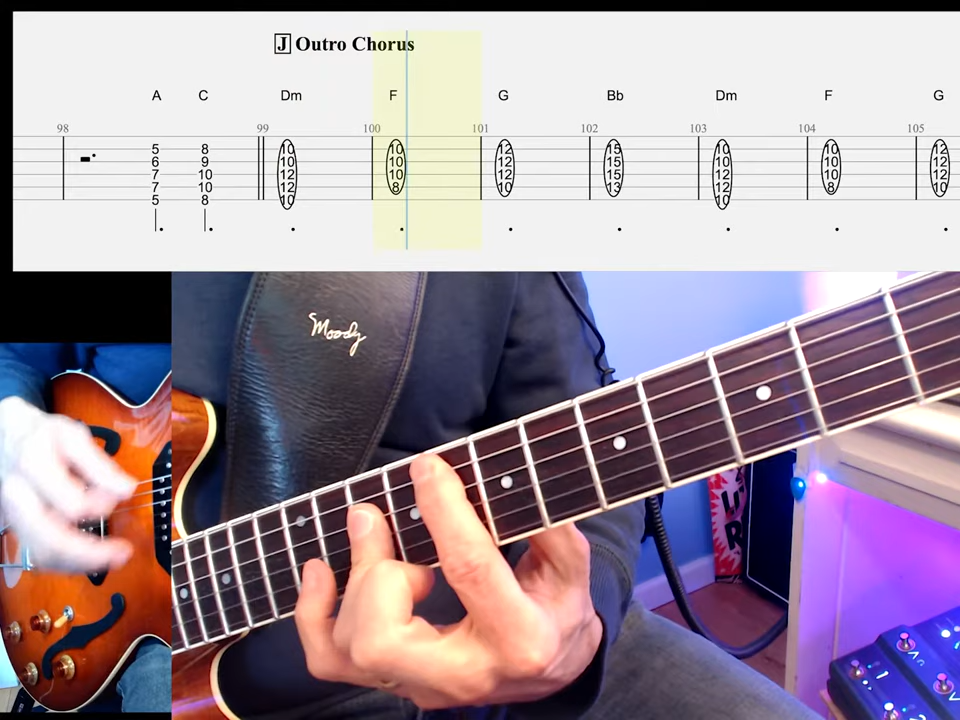 J Outro Chorus
A C Dm F G Bb Dm F G
98 99 100 101 102 103 104 105
5 8 10 10 12 15 10 10 12
6 9 10 10 12 15 10 10 12
7 10 12 10 12 15 12 10 12
7 10 12 8 10 13 12 8 10
5 8 10 10
Moody